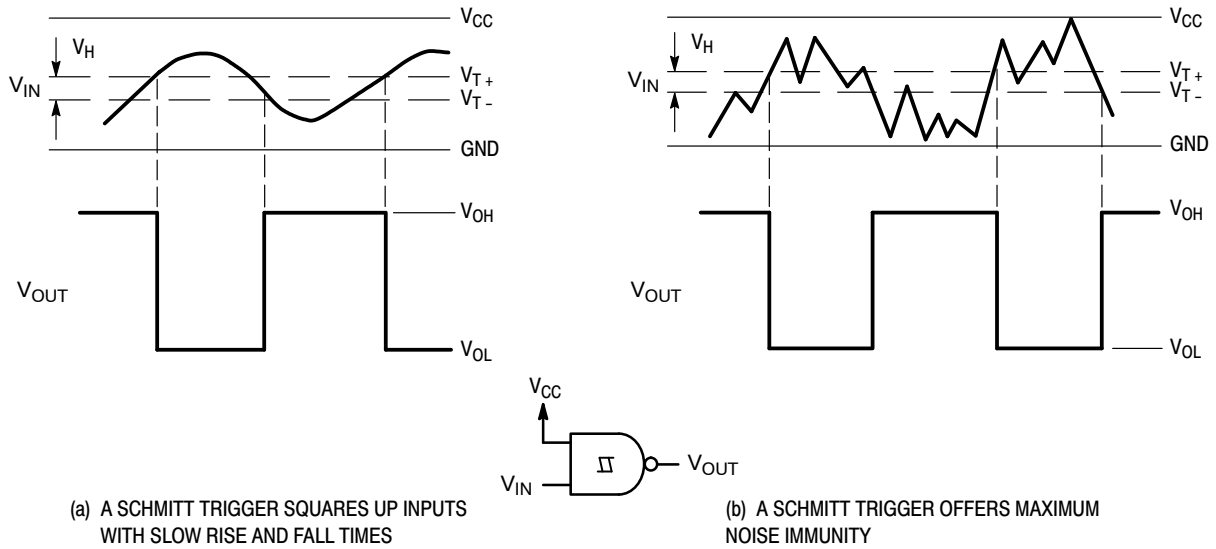 V_CC
V_H
V_IN
V_T+
V_T−
GND
V_OH
V_OUT
V_OL
V_CC
V_H
V_IN
V_T+
V_T−
GND
V_OH
V_OUT
V_OL
V_CC
V_IN
V_OUT
(a) A SCHMITT TRIGGER SQUARES UP INPUTS
WITH SLOW RISE AND FALL TIMES
(b) A SCHMITT TRIGGER OFFERS MAXIMUM
NOISE IMMUNITY